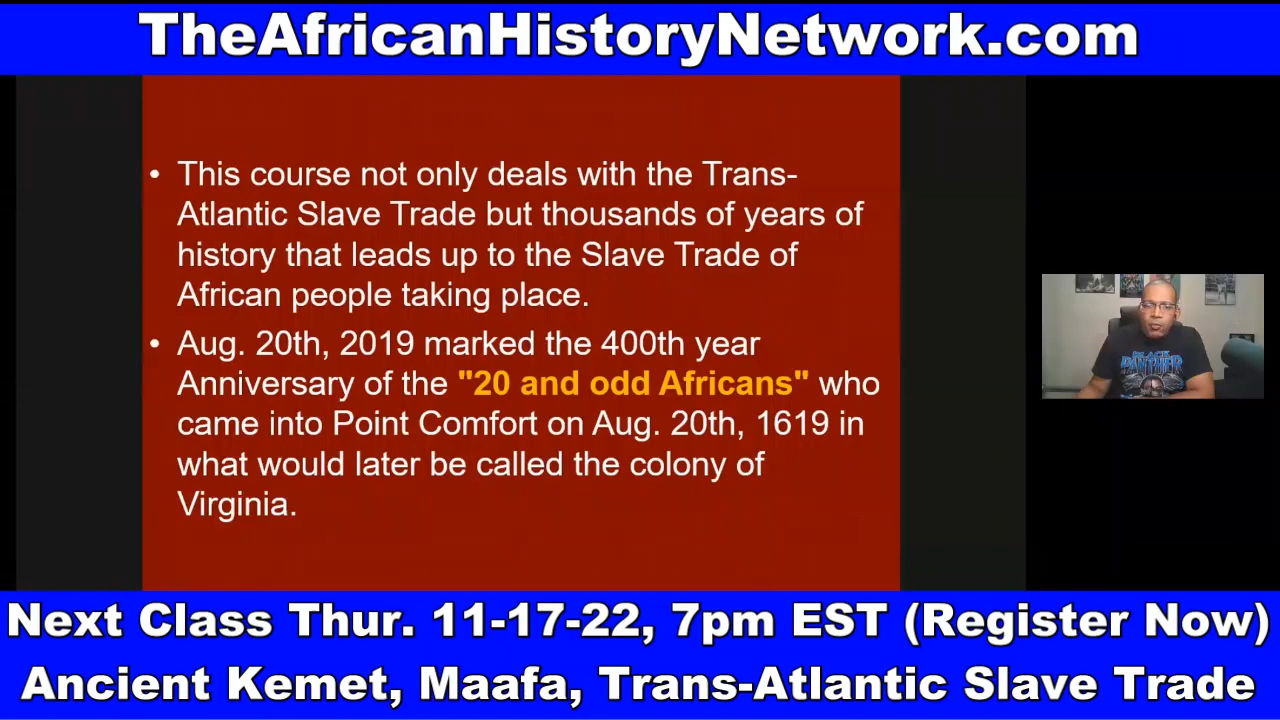 TheAfricanHistoryNetwork.com
• This course not only deals with the Trans-
Atlantic Slave Trade but thousands of years of
history that leads up to the Slave Trade of
African people taking place.
• Aug. 20th, 2019 marked the 400th year
Anniversary of the "20 and odd Africans" who
came into Point Comfort on Aug. 20th, 1619 in
what would later be called the colony of
Virginia.
BLACK
PANTHER
Next Class Thur. 11-17-22, 7pm EST (Register Now)
Ancient Kemet, Maafa, Trans-Atlantic Slave Trade